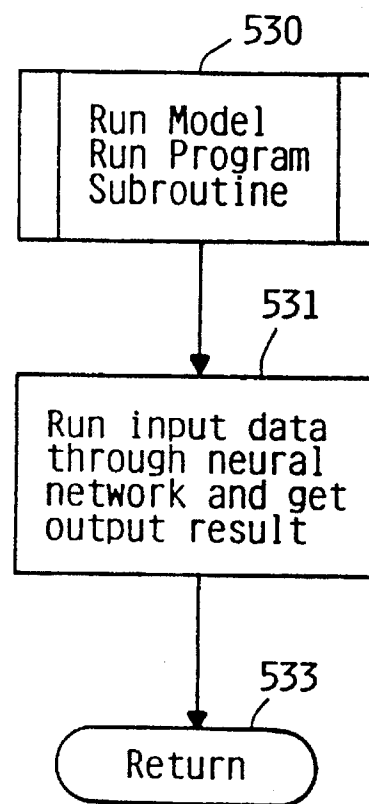 530
Run Model
Run Program
Subroutine
531
Run input data
through neural
network and get
output result
533
Return